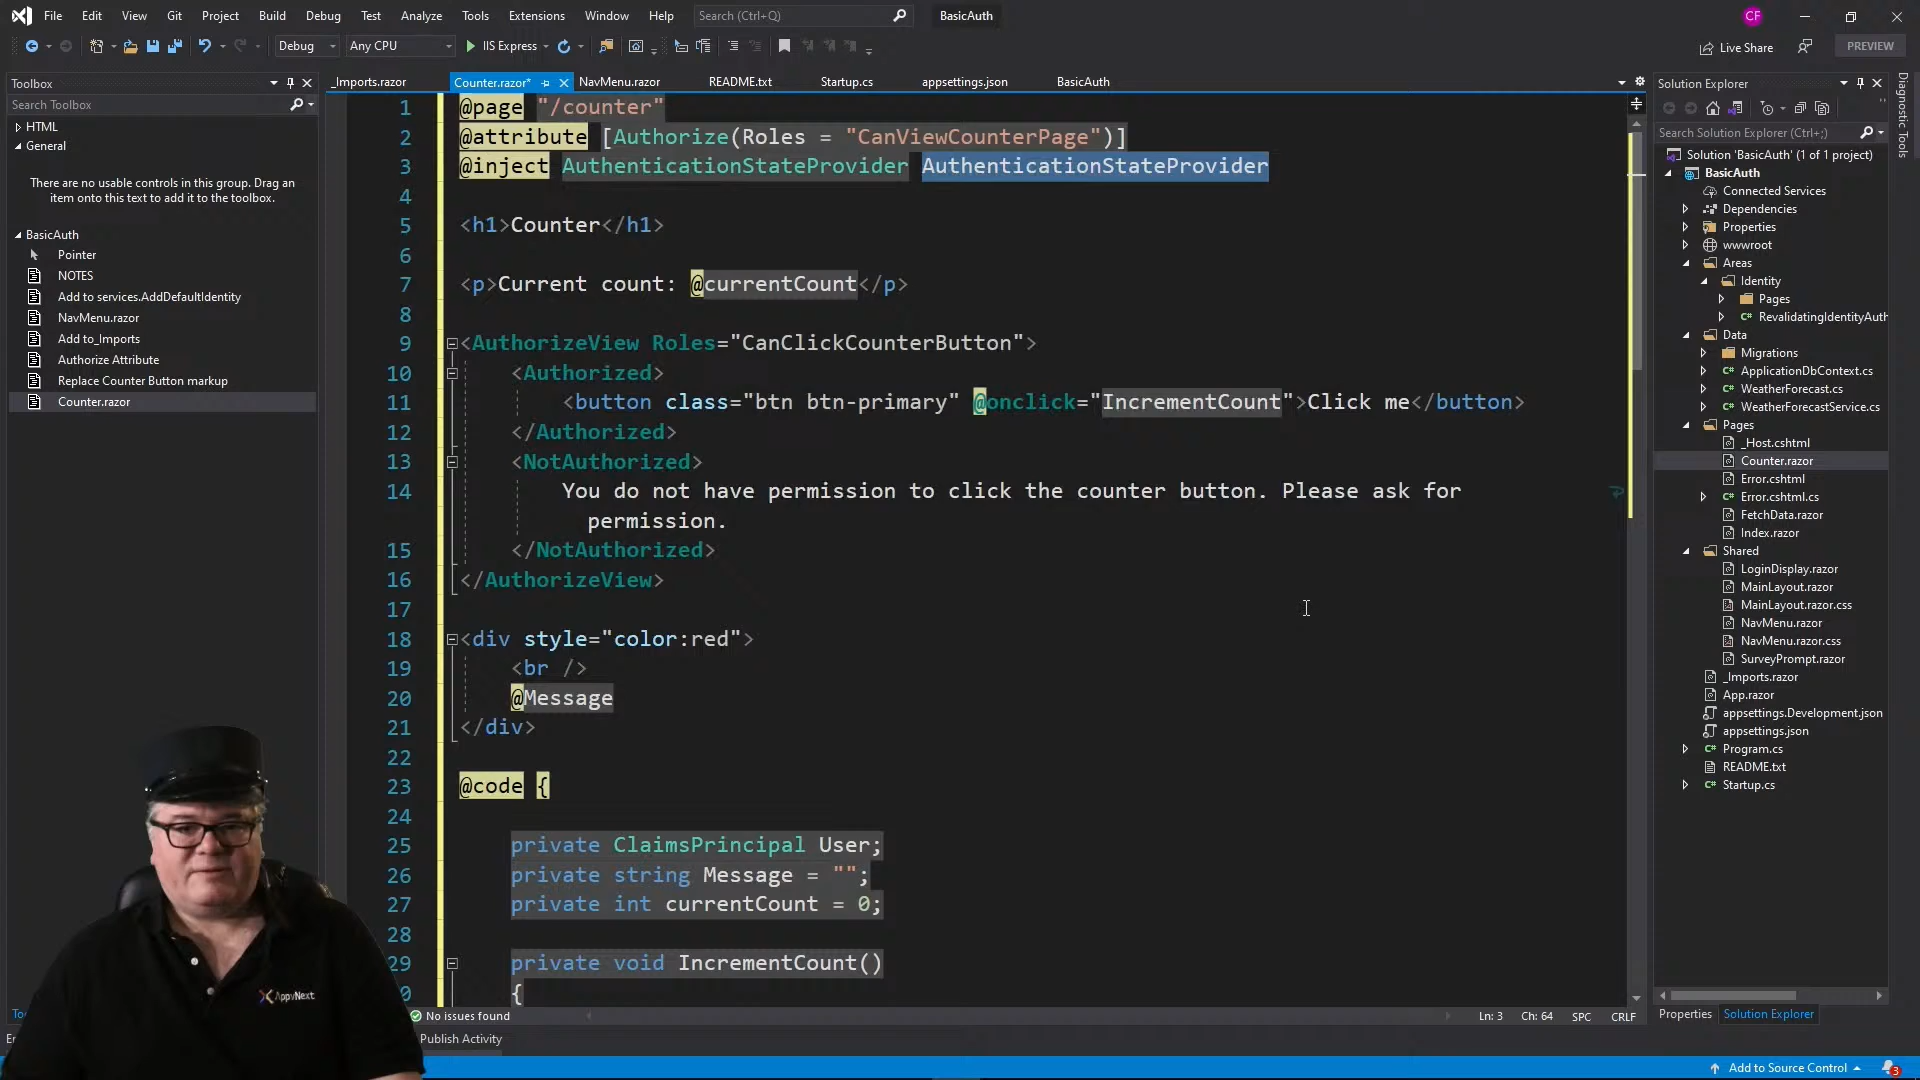 File Edit View Git Project Build Debug Test Analyze Tools Extensions Window Help Search (Ctrl+Q) BasicAuth CF
Debug Any CPU IIS Express Live Share PREVIEW
Toolbox
Search Toolbox
HTML
General
There are no usable controls in this group. Drag an
item onto this text to add it to the toolbox.
BasicAuth
Pointer
NOTES
Add to services.AddDefaultIdentity
NavMenu.razor
Add to_Imports
Authorize Attribute
Replace Counter Button markup
Counter.razor
_Imports.razor Counter.razor* NavMenu.razor README.txt Startup.cs appsettings.json BasicAuth
1 @page "/counter"
2 @attribute [Authorize(Roles = "CanViewCounterPage")]
3 @inject AuthenticationStateProvider AuthenticationStateProvider
4
5 <h1>Counter</h1>
6
7 <p>Current count: @currentCount</p>
8
9 <AuthorizeView Roles="CanClickCounterButton">
10 <Authorized>
11 <button class="btn btn-primary" @onclick="IncrementCount">Click me</button>
12 </Authorized>
13 <NotAuthorized>
14 You do not have permission to click the counter button. Please ask for
permission.
15 </NotAuthorized>
16 </AuthorizeView>
17
18 <div style="color:red">
19 <br />
20 @Message
21 </div>
22
23 @code {
24
25 private ClaimsPrincipal User;
26 private string Message = "";
27 private int currentCount = 0;
28
29 private void IncrementCount()
{
No issues found Ln: 3 Ch: 64 SPC CRLF
Publish Activity
AppvNext
Solution Explorer
Search Solution Explorer (Ctrl+;)
Solution 'BasicAuth' (1 of 1 project)
BasicAuth
Connected Services
Dependencies
Properties
wwwroot
Areas
Identity
Pages
RevalidatingIdentityAuth
Data
Migrations
ApplicationDbContext.cs
WeatherForecast.cs
WeatherForecastService.cs
Pages
_Host.cshtml
Counter.razor
Error.cshtml
Error.cshtml.cs
FetchData.razor
Index.razor
Shared
LoginDisplay.razor
MainLayout.razor
MainLayout.razor.css
NavMenu.razor
NavMenu.razor.css
SurveyPrompt.razor
_Imports.razor
App.razor
appsettings.Development.json
appsettings.json
Program.cs
README.txt
Startup.cs
Properties Solution Explorer
Diagnostic Tools
Add to Source Control 3